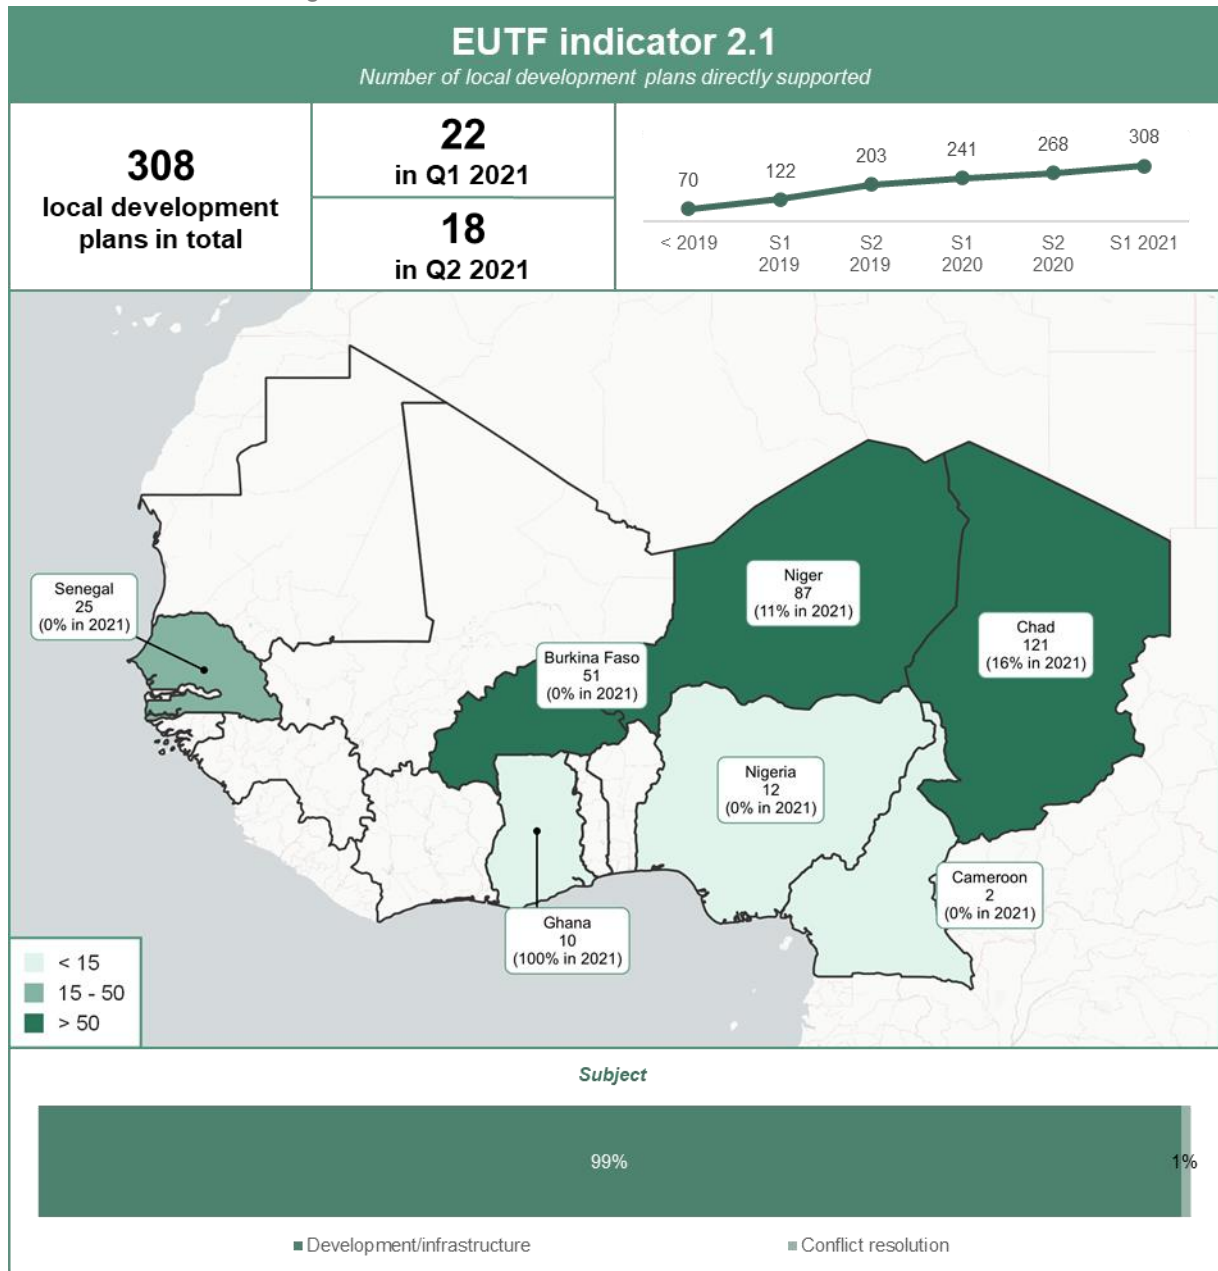 EUTF indicator 2.1
Number of local development plans directly supported
308
local development
plans in total
22
in Q1 2021
18
in Q2 2021
70
122
203
241
268
308
< 2019
S1
2019
S2
2019
S1
2020
S2
2020
S1 2021
Senegal
25
(0% in 2021)
Burkina Faso
51
(0% in 2021)
Niger
87
(11% in 2021)
Chad
121
(16% in 2021)
Nigeria
12
(0% in 2021)
Cameroon
2
(0% in 2021)
Ghana
10
(100% in 2021)
< 15
15 - 50
> 50
Subject
99%
1%
Development/infrastructure
Conflict resolution